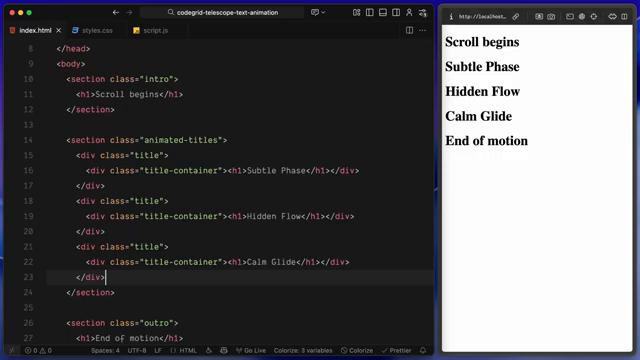 codegrid-telescope-text-animation
index.html
styles.css
script.js
8 </head>
9 <body>
10 <section class="intro">
11 <h1>Scroll begins</h1>
12 </section>
13
14 <section class="animated-titles">
15 <div class="title">
16 <div class="title-container"><h1>Subtle Phase</h1></div>
17 </div>
18 <div class="title">
19 <div class="title-container"><h1>Hidden Flow</h1></div>
20 </div>
21 <div class="title">
22 <div class="title-container"><h1>Calm Glide</h1></div>
23 </div>
24 </section>
25
26 <section class="outro">
27 <h1>End of motion</h1>
0 0
Spaces: 4
UTF-8
LF
{} HTML
Go Live
Colorize: 3 variables
Colorize
Prettier
http://localhost...
Scroll begins
Subtle Phase
Hidden Flow
Calm Glide
End of motion